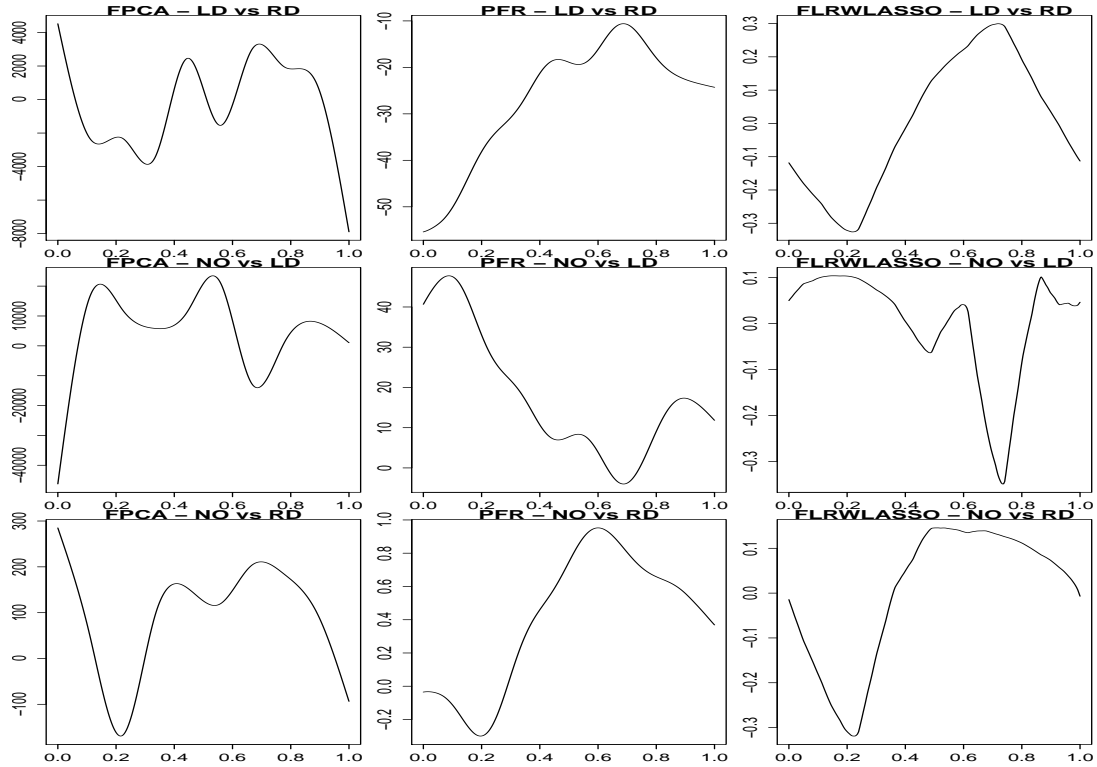 FPCA − LD vs RD
4000
2000
0
−4000
−8000
0.0 0.2 0.4 0.6 0.8 1.0
PFR − LD vs RD
−10
−20
−30
−40
−50
0.0 0.2 0.4 0.6 0.8 1.0
FLRWLASSO − LD vs RD
0.3
0.2
0.1
0.0
−0.1
−0.2
−0.3
0.0 0.2 0.4 0.6 0.8 1.0
FPCA − NO vs LD
10000
0
−20000
−40000
0.0 0.2 0.4 0.6 0.8 1.0
PFR − NO vs LD
40
30
20
10
0
0.0 0.2 0.4 0.6 0.8 1.0
FLRWLASSO − NO vs LD
0.1
0.0
−0.1
−0.2
−0.3
0.0 0.2 0.4 0.6 0.8 1.0
FPCA − NO vs RD
300
200
100
0
−100
0.0 0.2 0.4 0.6 0.8 1.0
PFR − NO vs RD
1.0
0.8
0.6
0.4
0.2
0.0
−0.2
0.0 0.2 0.4 0.6 0.8 1.0
FLRWLASSO − NO vs RD
0.1
0.0
−0.1
−0.2
−0.3
0.0 0.2 0.4 0.6 0.8 1.0